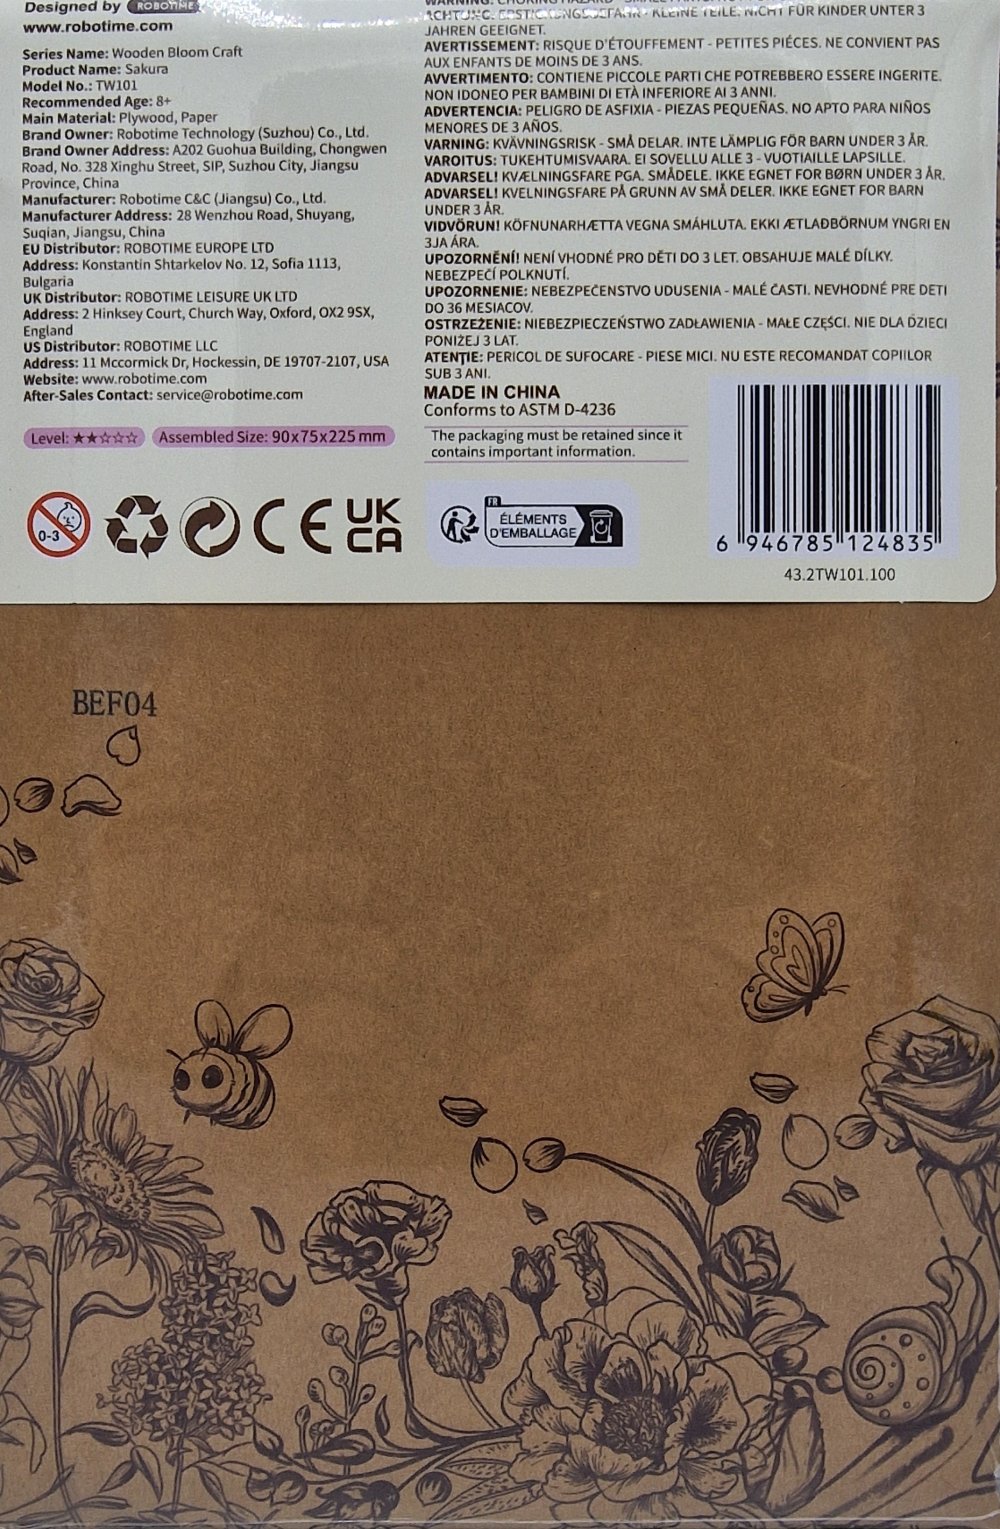 Designed by ROBOTIME
www.robotime.com
Series Name: Wooden Bloom Craft
Product Name: Sakura
Model No.: TW101
Recommended Age: 8+
Main Material: Plywood, Paper
Brand Owner: Robotime Technology (Suzhou) Co., Ltd.
Brand Owner Address: A202 Guohua Building, Chongwen
Road, No. 328 Xinghu Street, SIP, Suzhou City, Jiangsu
Province, China
Manufacturer: Robotime C&C (Jiangsu) Co., Ltd.
Manufacturer Address: 28 Wenzhou Road, Shuyang,
Suqian, Jiangsu, China
EU Distributor: ROBOTIME EUROPE LTD
Address: Konstantin Shtarkelov No. 12, Sofia 1113,
Bulgaria
UK Distributor: ROBOTIME LEISURE UK LTD
Address: 2 Hinksey Court, Church Way, Oxford, OX2 9SX,
England
US Distributor: ROBOTIME LLC
Address: 11 Mccormick Dr, Hockessin, DE 19707-2107, USA
Website: www.robotime.com
After-Sales Contact: service@robotime.com
Level: ★★☆☆☆
Assembled Size: 90x75x225 mm
0-3
CE
UK
CA
KLEINE TEILE. NICHT FÜR KINDER UNTER 3
JAHREN GEEIGNET.
AVERTISSEMENT: RISQUE D'ÉTOUFFEMENT - PETITES PIÉCES. NE CONVIENT PAS
AUX ENFANTS DE MOINS DE 3 ANS.
AVVERTIMENTO: CONTIENE PICCOLE PARTI CHE POTREBBERO ESSERE INGERITE.
NON IDONEO PER BAMBINI DI ETÀ INFERIORE AI 3 ANNI.
ADVERTENCIA: PELIGRO DE ASFIXIA - PIEZAS PEQUEÑAS. NO APTO PARA NIÑOS
MENORES DE 3 AÑOS.
VARNING: KVÄVNINGSRISK - SMÅ DELAR. INTE LÄMPLIG FÖR BARN UNDER 3 ÅR.
VAROITUS: TUKEHTUMISVAARA. EI SOVELLU ALLE 3 - VUOTIAILLE LAPSILLE.
ADVARSEL! KVÆLNINGSFARE PGA. SMÅDELE. IKKE EGNET FOR BØRN UNDER 3 ÅR.
ADVARSEL! KVELNINGSFARE PÅ GRUNN AV SMÅ DELER. IKKE EGNET FOR BARN
UNDER 3 ÅR.
VIDVÖRUN! KÖFNUNARHÆTTA VEGNA SMÁHLUTA. EKKI ÆTLAÐBÖRNUM YNGRI EN
3JA ÁRA.
UPOZORNĚNÍ! NENÍ VHODNÉ PRO DĚTI DO 3 LET. OBSAHUJE MALÉ DÍLKY.
NEBEZPEČÍ POLKNUTÍ.
UPOZORNENIE: NEBEZPEČENSTVO UDUSENIA - MALÉ ČASTI. NEVHODNÉ PRE DETI
DO 36 MESIACOV.
OSTRZEŻENIE: NIEBEZPIECZEŃSTWO ZADŁAWIENIA - MAŁE CZĘŚCI. NIE DLA DZIECI
PONIŻEJ 3 LAT.
ATENȚIE: PERICOL DE SUFOCARE - PIESE MICI. NU ESTE RECOMANDAT COPIILOR
SUB 3 ANI.
MADE IN CHINA
Conforms to ASTM D-4236
The packaging must be retained since it
contains important information.
FR
ÉLÉMENTS
D'EMBALLAGE
6 946785 124835
43.2TW101.100
BEF04